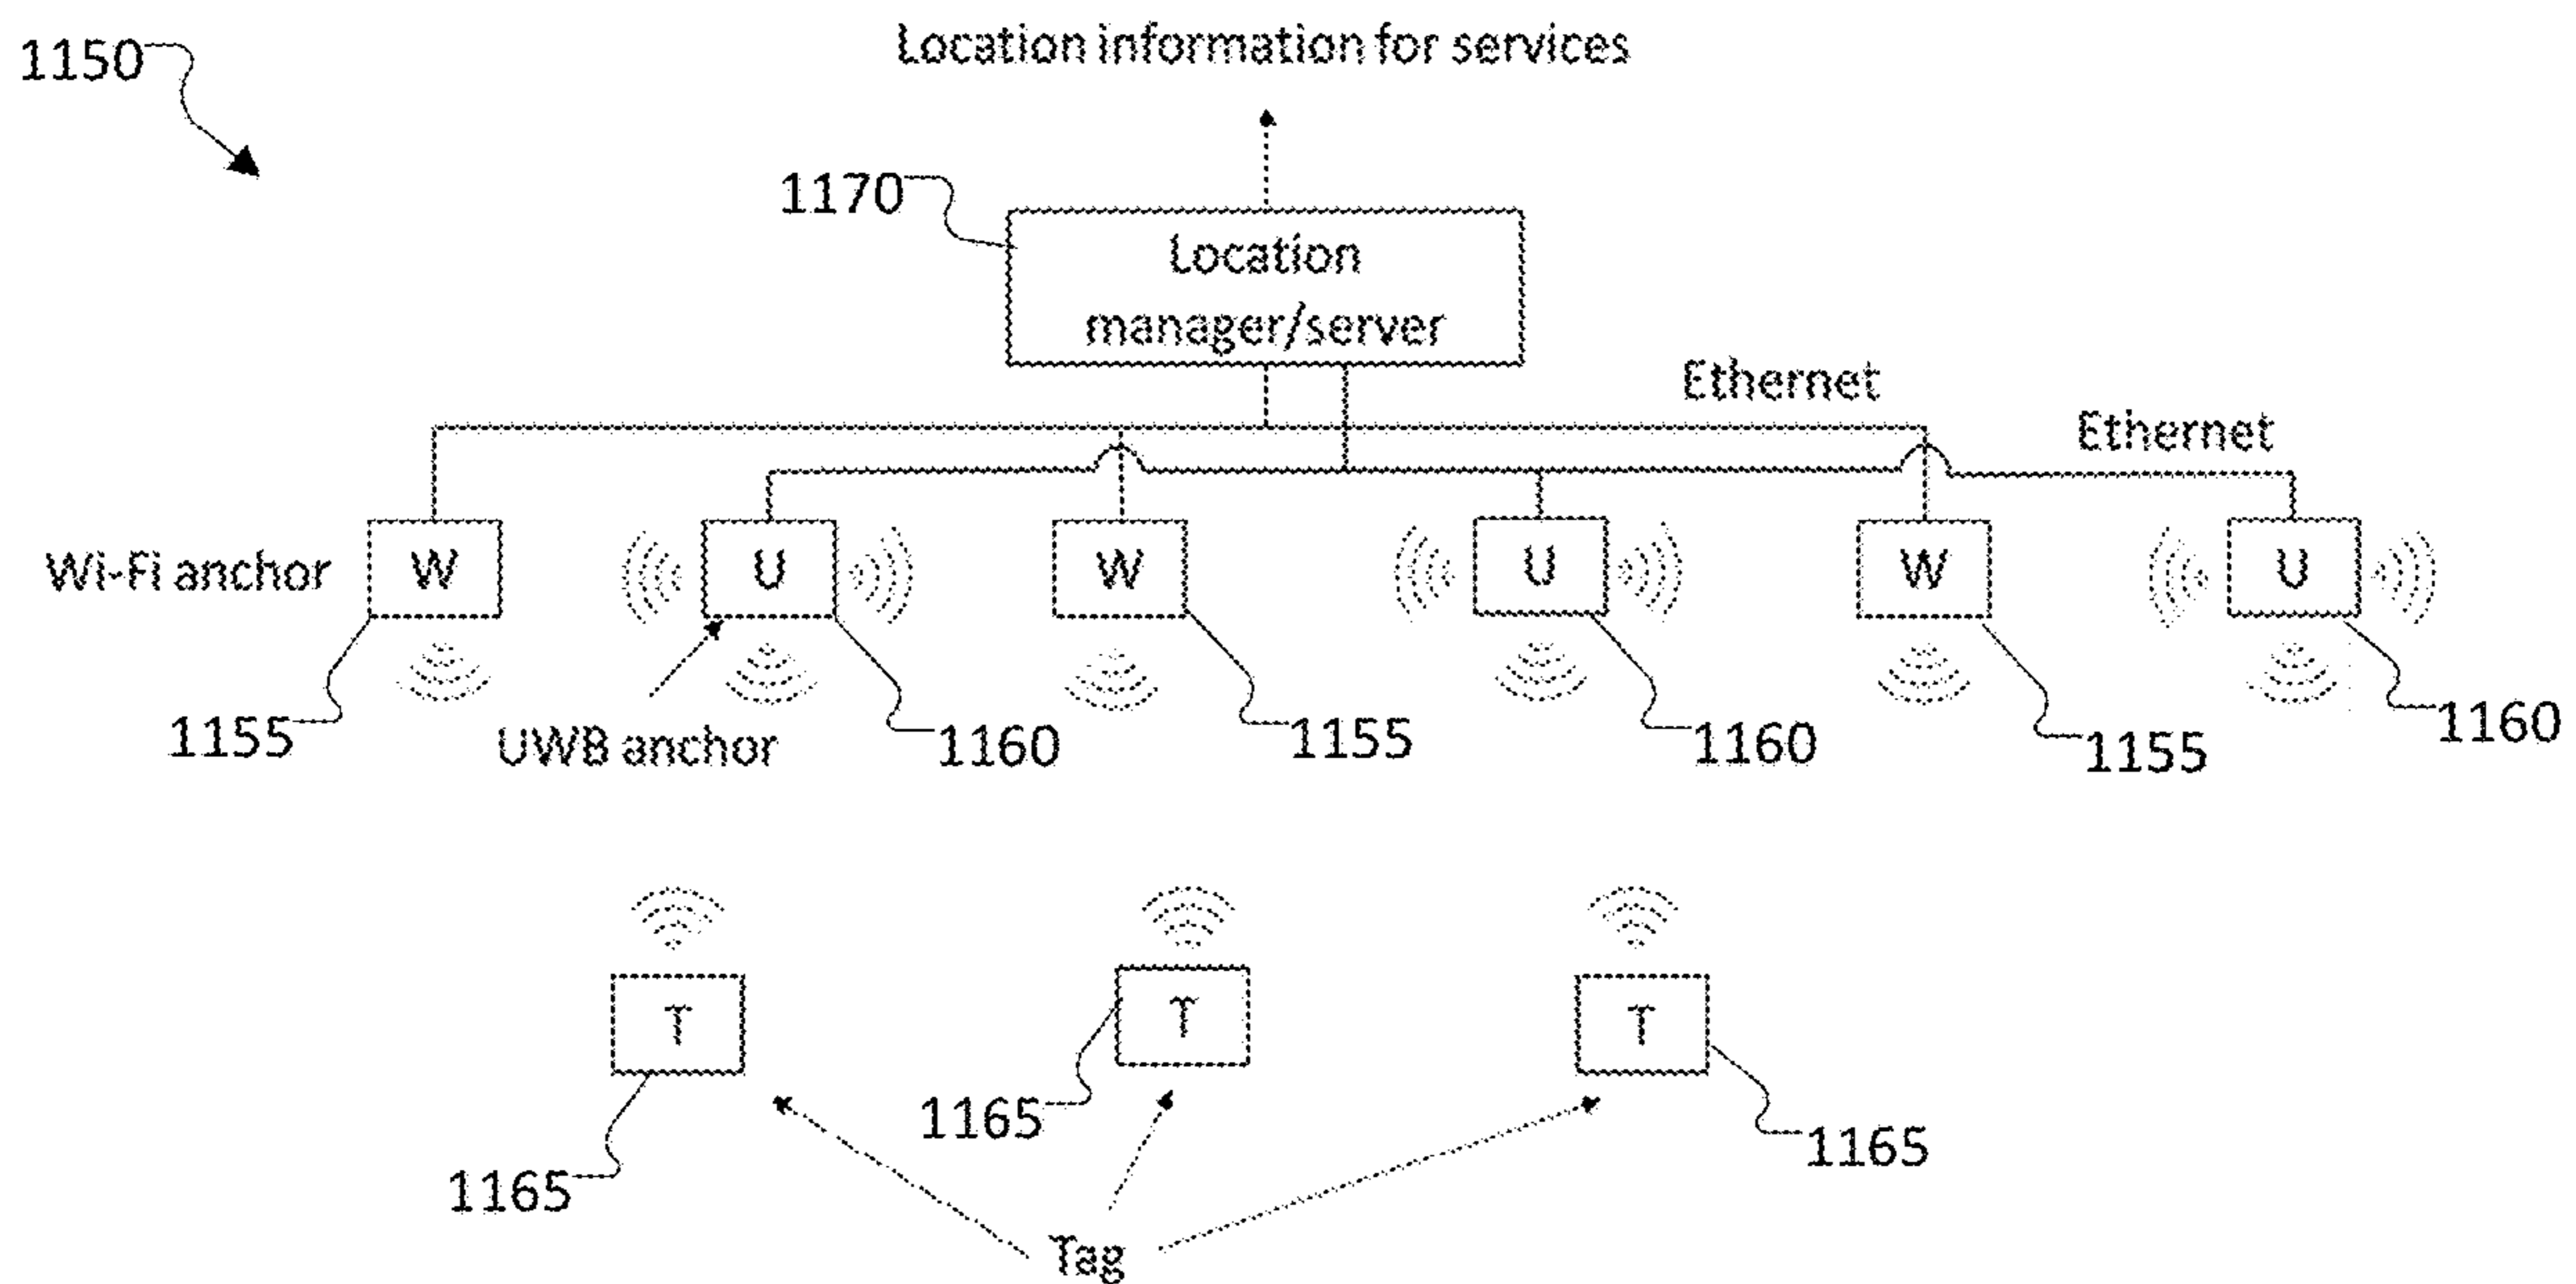 1150
Location information for services
1170
Location
manager/server
Ethernet
Ethernet
Wi-Fi anchor
W
U
W
U
W
U
1155
UWB anchor
1160
1155
1160
1155
1160
T
T
T
1165
1165
1165
Tag